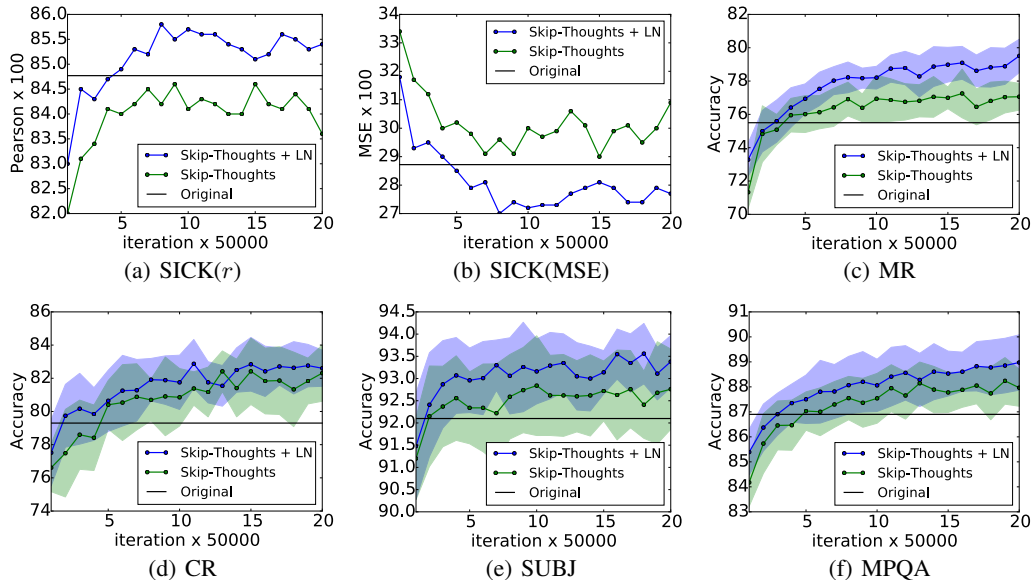 Pearson x 100
86.0
85.5
85.0
84.5
84.0
83.5
83.0
82.5
82.0
5
10
15
20
iteration x 50000
Skip-Thoughts + LN
Skip-Thoughts
Original
(a) SICK(r)
MSE x 100
34
33
32
31
30
29
28
27
5
10
15
20
iteration x 50000
Skip-Thoughts + LN
Skip-Thoughts
Original
(b) SICK(MSE)
Accuracy
82
80
78
76
74
72
70
5
10
15
20
iteration x 50000
Skip-Thoughts + LN
Skip-Thoughts
Original
(c) MR
Accuracy
86
84
82
80
78
76
74
5
10
15
20
iteration x 50000
Skip-Thoughts + LN
Skip-Thoughts
Original
(d) CR
Accuracy
94.5
94.0
93.5
93.0
92.5
92.0
91.5
91.0
90.5
90.0
5
10
15
20
iteration x 50000
Skip-Thoughts + LN
Skip-Thoughts
Original
(e) SUBJ
Accuracy
91
90
89
88
87
86
85
84
83
5
10
15
20
iteration x 50000
Skip-Thoughts + LN
Skip-Thoughts
Original
(f) MPQA